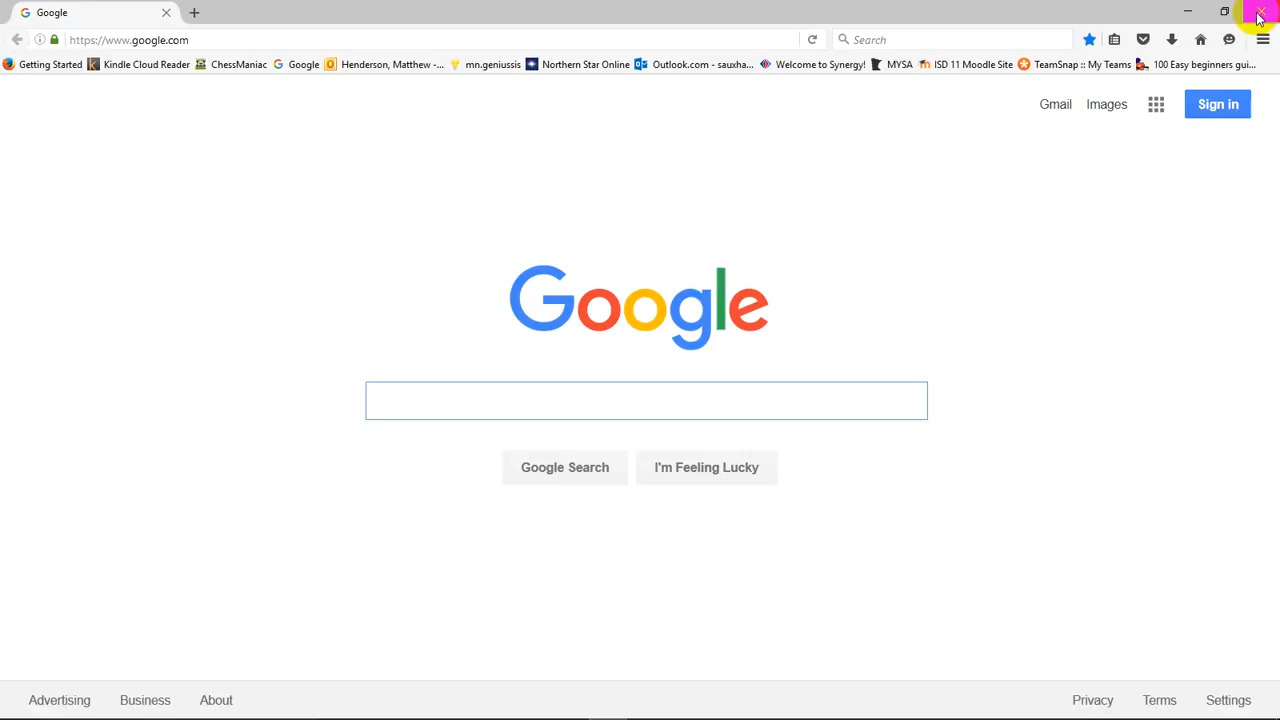 Google
https://www.google.com
Search
Getting Started Kindle Cloud Reader ChessManiac Google Henderson, Matthew -... mn.geniussis Northern Star Online Outlook.com - sauxha... Welcome to Synergy! MYSA ISD 11 Moodle Site TeamSnap :: My Teams 100 Easy beginners gui...
Gmail Images Sign in
Google
Google Search I'm Feeling Lucky
Advertising Business About Privacy Terms Settings